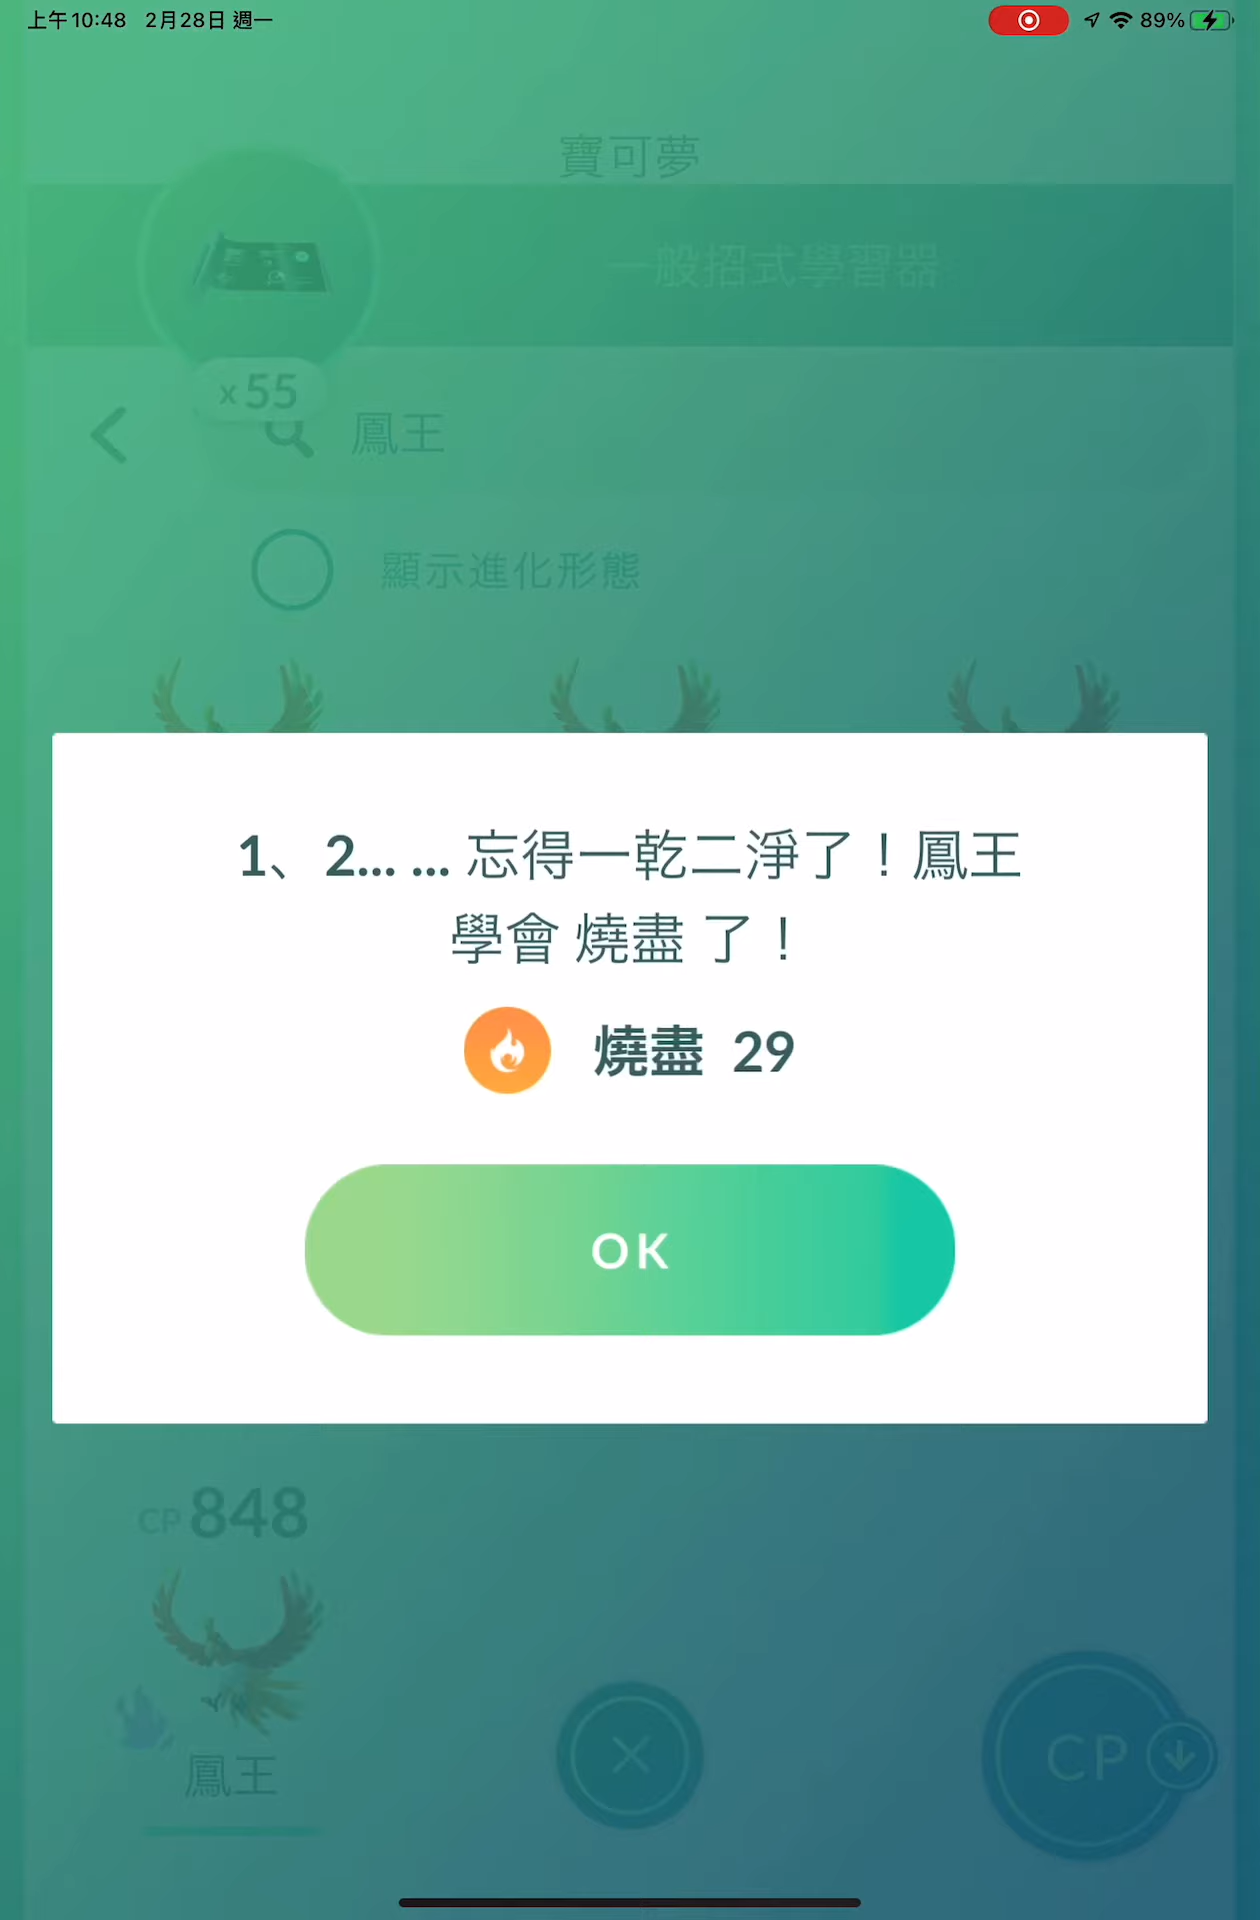 上午10:48 2月28日 週一
89%
寶可夢
一般招式學習器
x55
鳳王
顯示進化形態
1、2... ... 忘得一乾二淨了！鳳王
學會 燒盡 了！
燒盡 29
OK
CP848
鳳王
CP